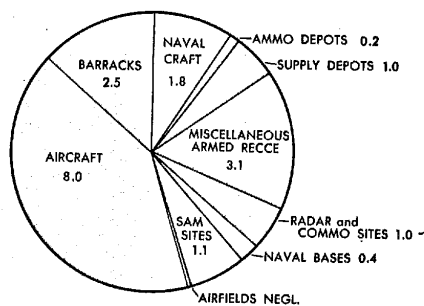 NAVAL
CRAFT
1.8
AMMO DEPOTS 0.2
SUPPLY DEPOTS 1.0
BARRACKS
2.5
MISCELLANEOUS
ARMED RECCE
3.1
AIRCRAFT
8.0
RADAR and
COMMO SITES 1.0
SAM
SITES
1.1
NAVAL BASES 0.4
AIRFIELDS NEGL.